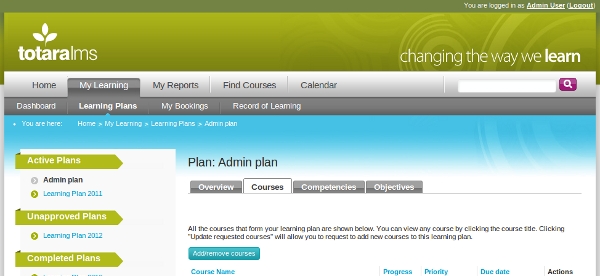 You are logged in as Admin User (Logout)
totaralms
changing the way we learn
Home My Learning My Reports Find Courses Calendar
Dashboard Learning Plans My Bookings Record of Learning
You are here: Home » My Learning » Learning Plans » Admin plan
Active Plans
Admin plan
Learning Plan 2011
Unapproved Plans
Learning Plan 2012
Completed Plans
Plan: Admin plan
Overview Courses Competencies Objectives
All the courses that form your learning plan are shown below. You can view any course by clicking the course title. Clicking
"Update requested courses" will allow you to request to add new courses to this learning plan.
Add/remove courses
Course Name Progress Priority Due date Actions